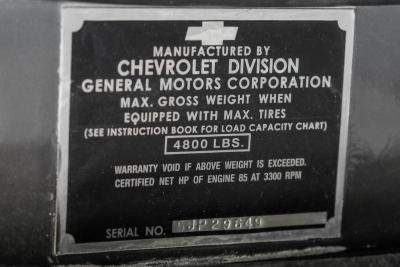 MANUFACTURED BY
CHEVROLET DIVISION
GENERAL MOTORS CORPORATION
MAX. GROSS WEIGHT WHEN
EQUIPPED WITH MAX. TIRES
(SEE INSTRUCTION BOOK FOR LOAD CAPACITY CHART)
4800 LBS.
WARRANTY VOID IF ABOVE WEIGHT IS EXCEEDED.
CERTIFIED NET HP OF ENGINE 85 AT 3300 RPM
SERIAL NO.